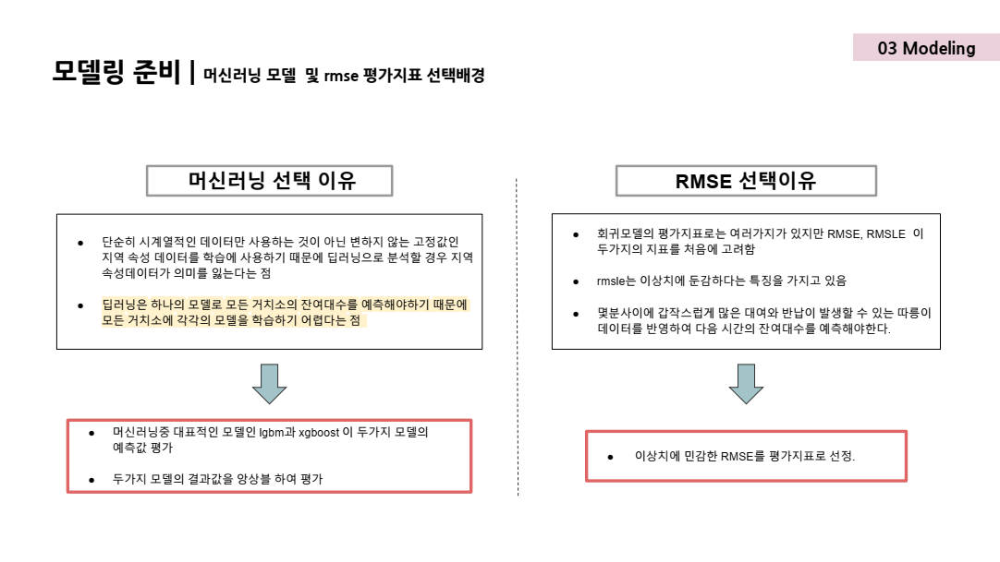 03 Modeling
모델링 준비 | 머신러닝 모델 및 rmse 평가지표 선택배경
머신러닝 선택 이유
● 단순히 시계열적인 데이터만 사용하는 것이 아닌 변하지 않는 고정값인
지역 속성 데이터를 학습에 사용하기 때문에 딥러닝으로 분석할 경우 지역
속성데이터가 의미를 잃는다는 점
● 딥러닝은 하나의 모델로 모든 거치소의 잔여대수를 예측해야하기 때문에
모든 거치소에 각각의 모델을 학습하기 어렵다는 점
● 머신러닝중 대표적인 모델인 lgbm과 xgboost 이 두가지 모델의
예측값 평가
● 두가지 모델의 결과값을 앙상블 하여 평가
RMSE 선택이유
● 회귀모델의 평가지표로는 여러가지가 있지만 RMSE, RMSLE 이
두가지의 지표를 처음에 고려함
● rmsle는 이상치에 둔감하다는 특징을 가지고 있음
● 몇분사이에 갑작스럽게 많은 대여와 반납이 발생할 수 있는 따릉이
데이터를 반영하여 다음 시간의 잔여대수를 예측해야한다.
● 이상치에 민감한 RMSE를 평가지표로 선정.